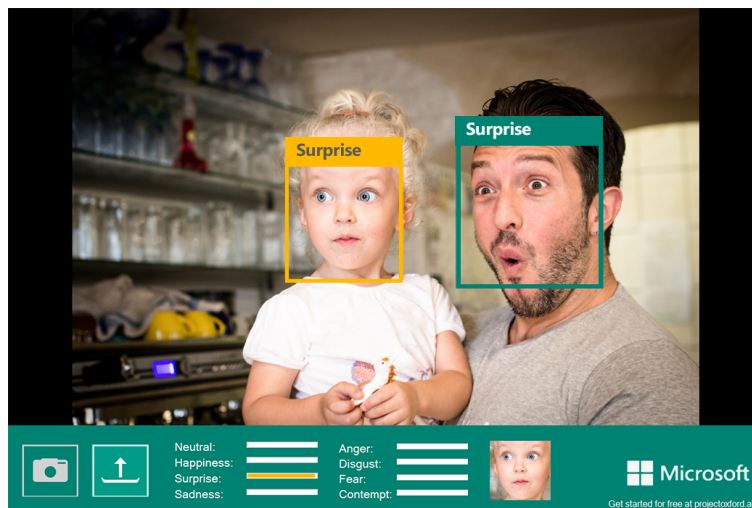 Surprise
Surprise
Neutral:
Happiness:
Surprise:
Sadness:
Anger:
Disgust:
Fear:
Contempt:
Microsoft
Get started for free at projectoxford.a